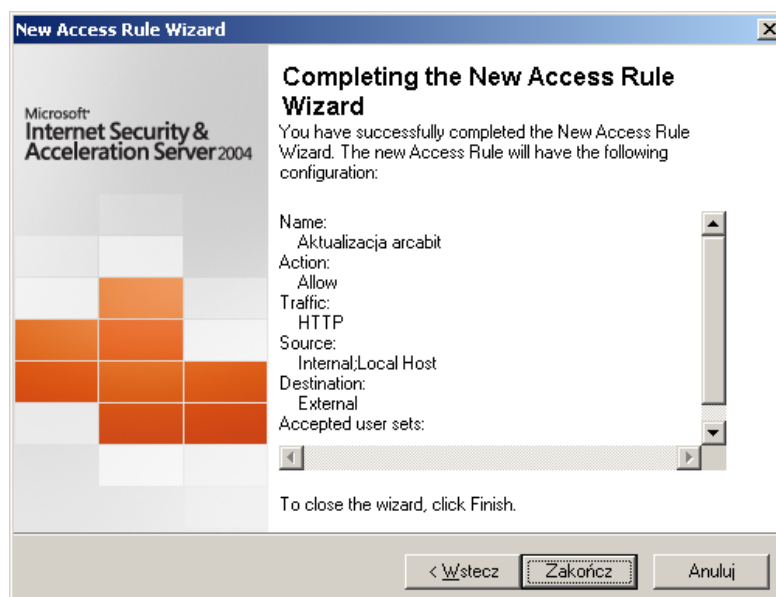 New Access Rule Wizard
Microsoft
Internet Security &
Acceleration Server 2004
Completing the New Access Rule
Wizard
You have successfully completed the New Access Rule
Wizard. The new Access Rule will have the following
configuration:
Name:
Aktualizacja arcabit
Action:
Allow
Traffic:
HTTP
Source:
Internal;Local Host
Destination:
External
Accepted user sets:
To close the wizard, click Finish.
< Wstecz
Zakończ
Anuluj